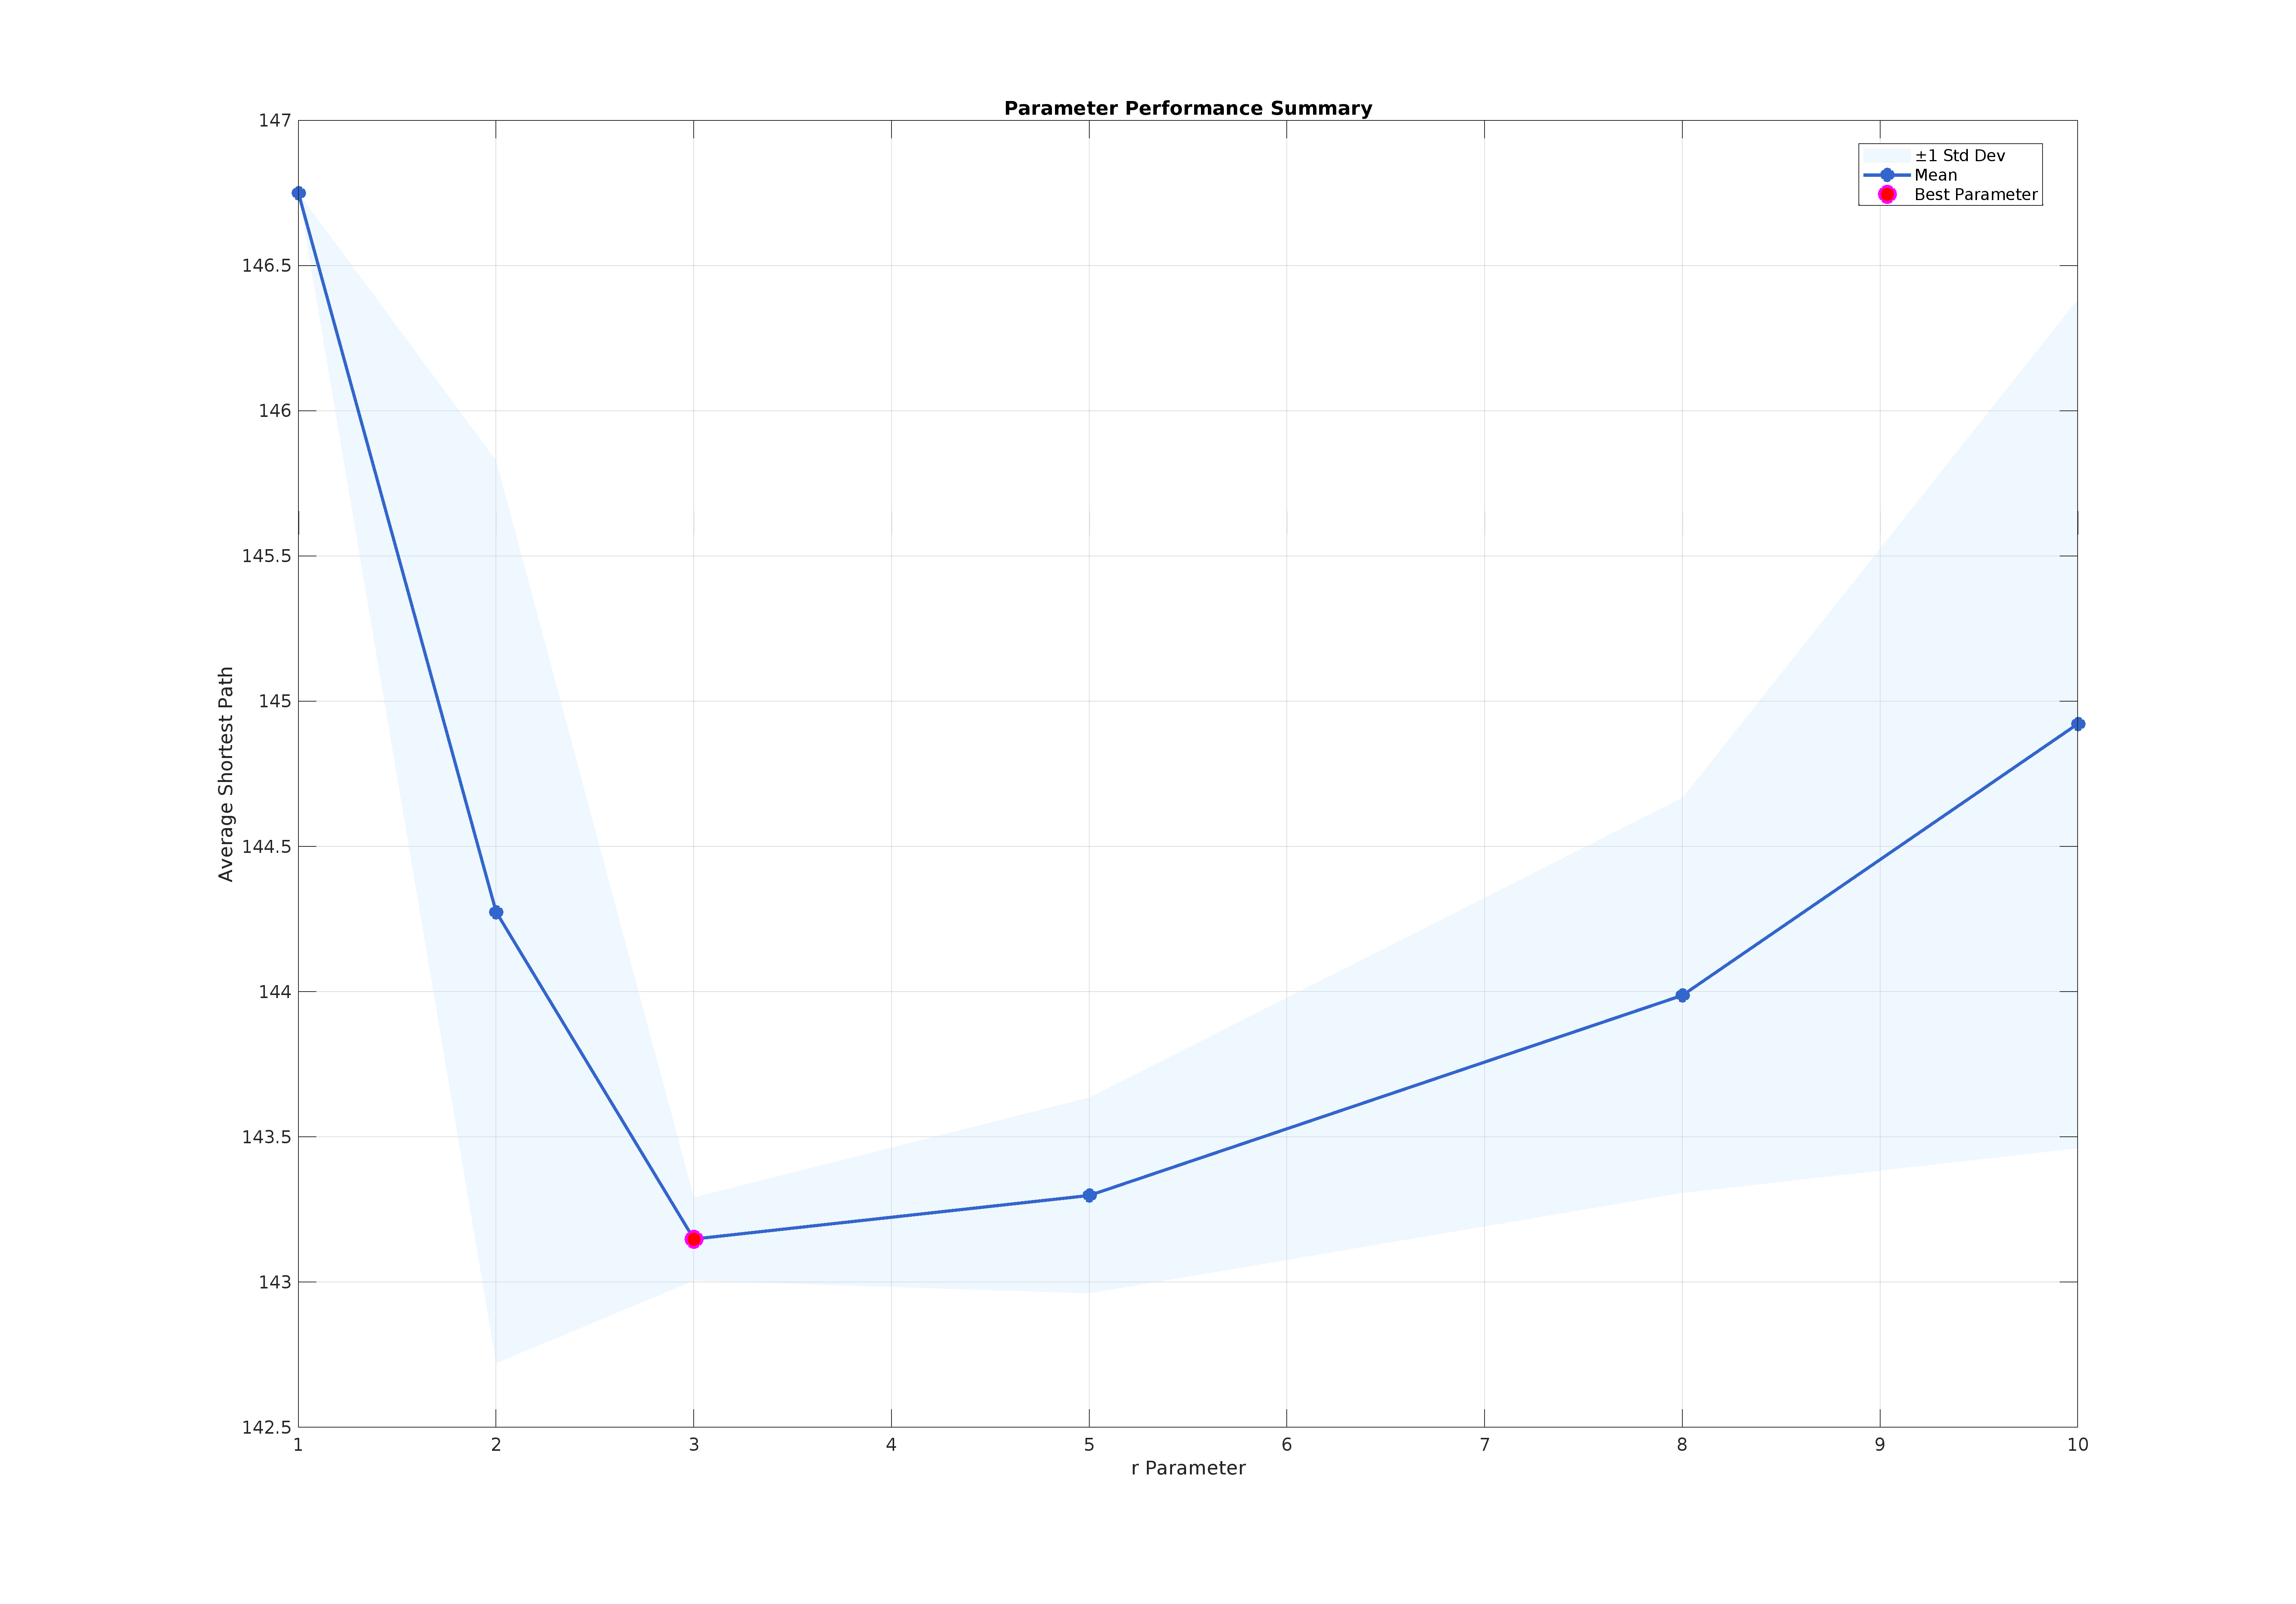 Parameter Performance Summary
147
146.5
146
145.5
145
144.5
144
143.5
143
142.5
Average Shortest Path
±1 Std Dev
Mean
Best Parameter
1 2 3 4 5 6 7 8 9 10
r Parameter